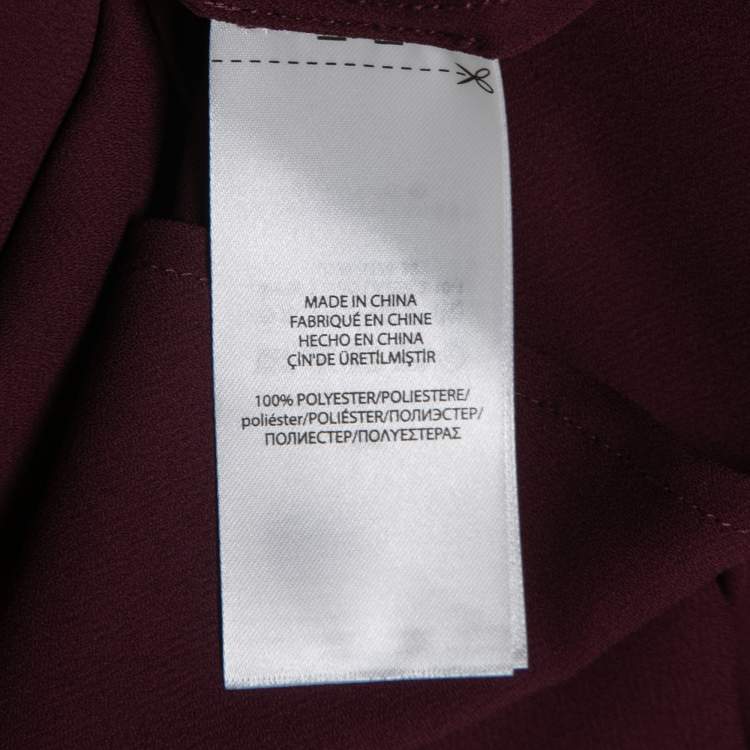 MADE IN CHINA
FABRIQUÉ EN CHINE
HECHO EN CHINA
ÇİN'DE ÜRETİLMİŞTİR
100% POLYESTER/POLIESTERE/
poliéster/POLIÉSTER/ПОЛИЭСТЕР/
ПОЛИЕСТЕР/ΠΟΛΥΕΣΤΕΡΑΣ